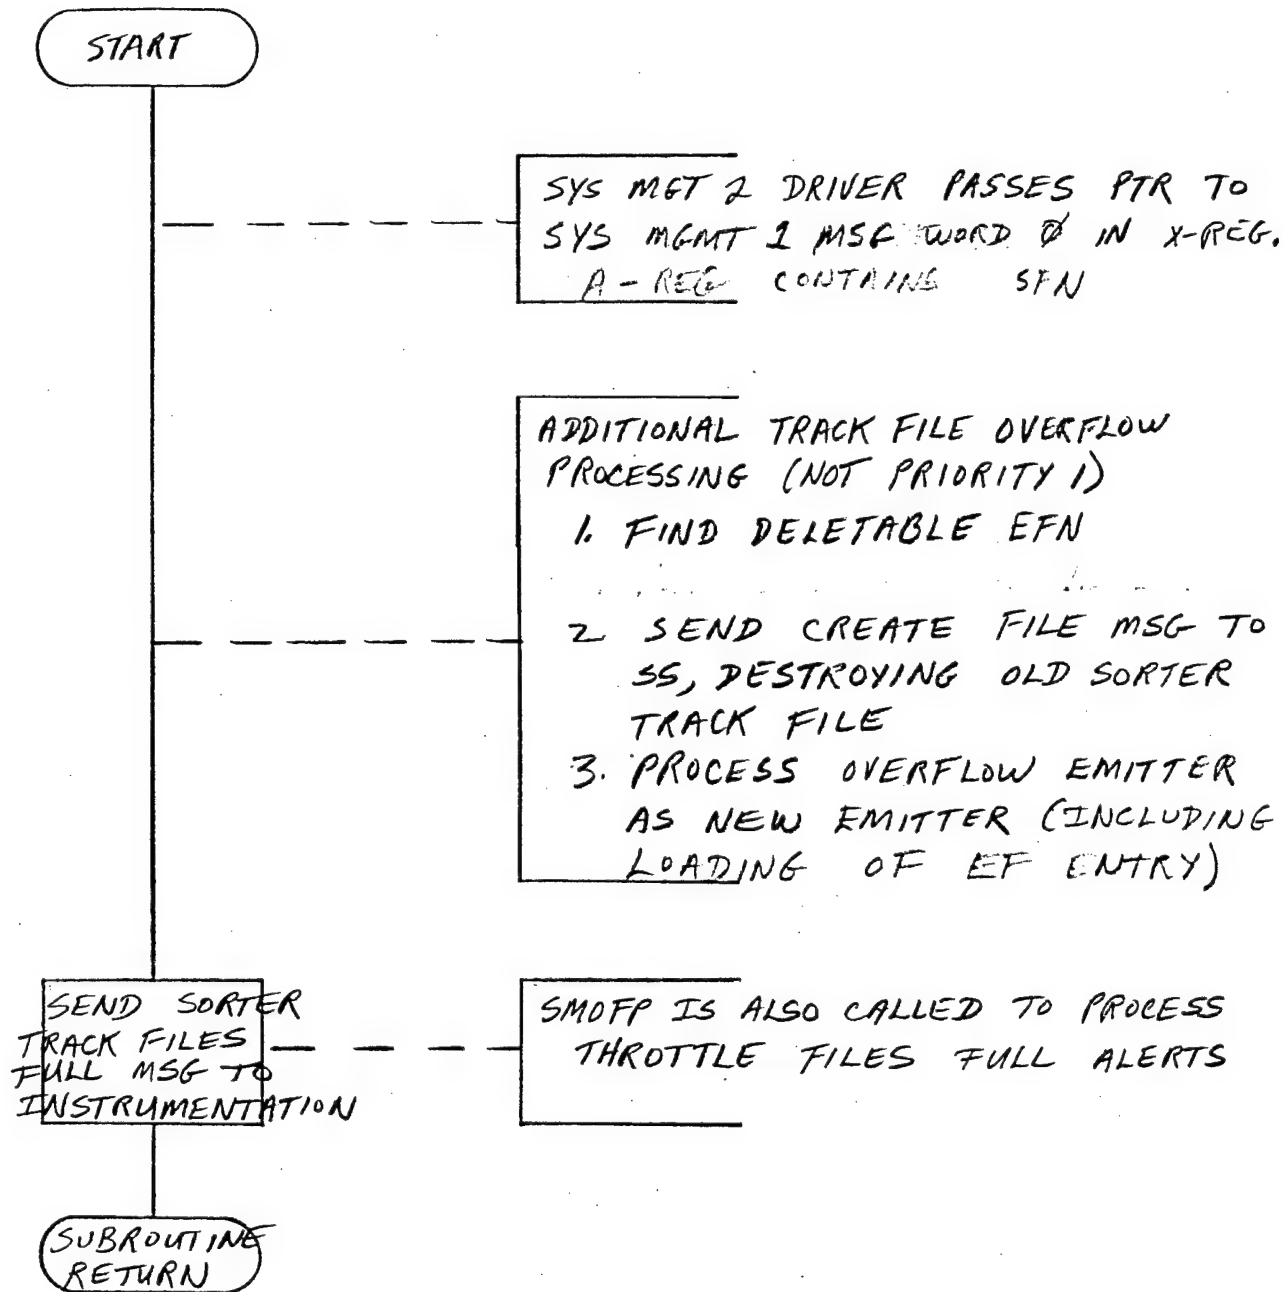 START
SYS MGT 2 DRIVER PASSES PTR TO
SYS MGMT 1 MSG WORD Ø IN X-REG.
A-REG CONTAINS SFN
ADDITIONAL TRACK FILE OVERFLOW
PROCESSING (NOT PRIORITY 1)
1. FIND DELETABLE EFN
2 SEND CREATE FILE MSG TO
SS, DESTROYING OLD SORTER
TRACK FILE
3. PROCESS OVERFLOW EMITTER
AS NEW EMITTER (INCLUDING
LOADING OF EF ENTRY)
SEND SORTER
TRACK FILES
FULL MSG TO
INSTRUMENTATION
SMOFP IS ALSO CALLED TO PROCESS
THROTTLE FILES FULL ALERTS
SUBROUTINE
RETURN